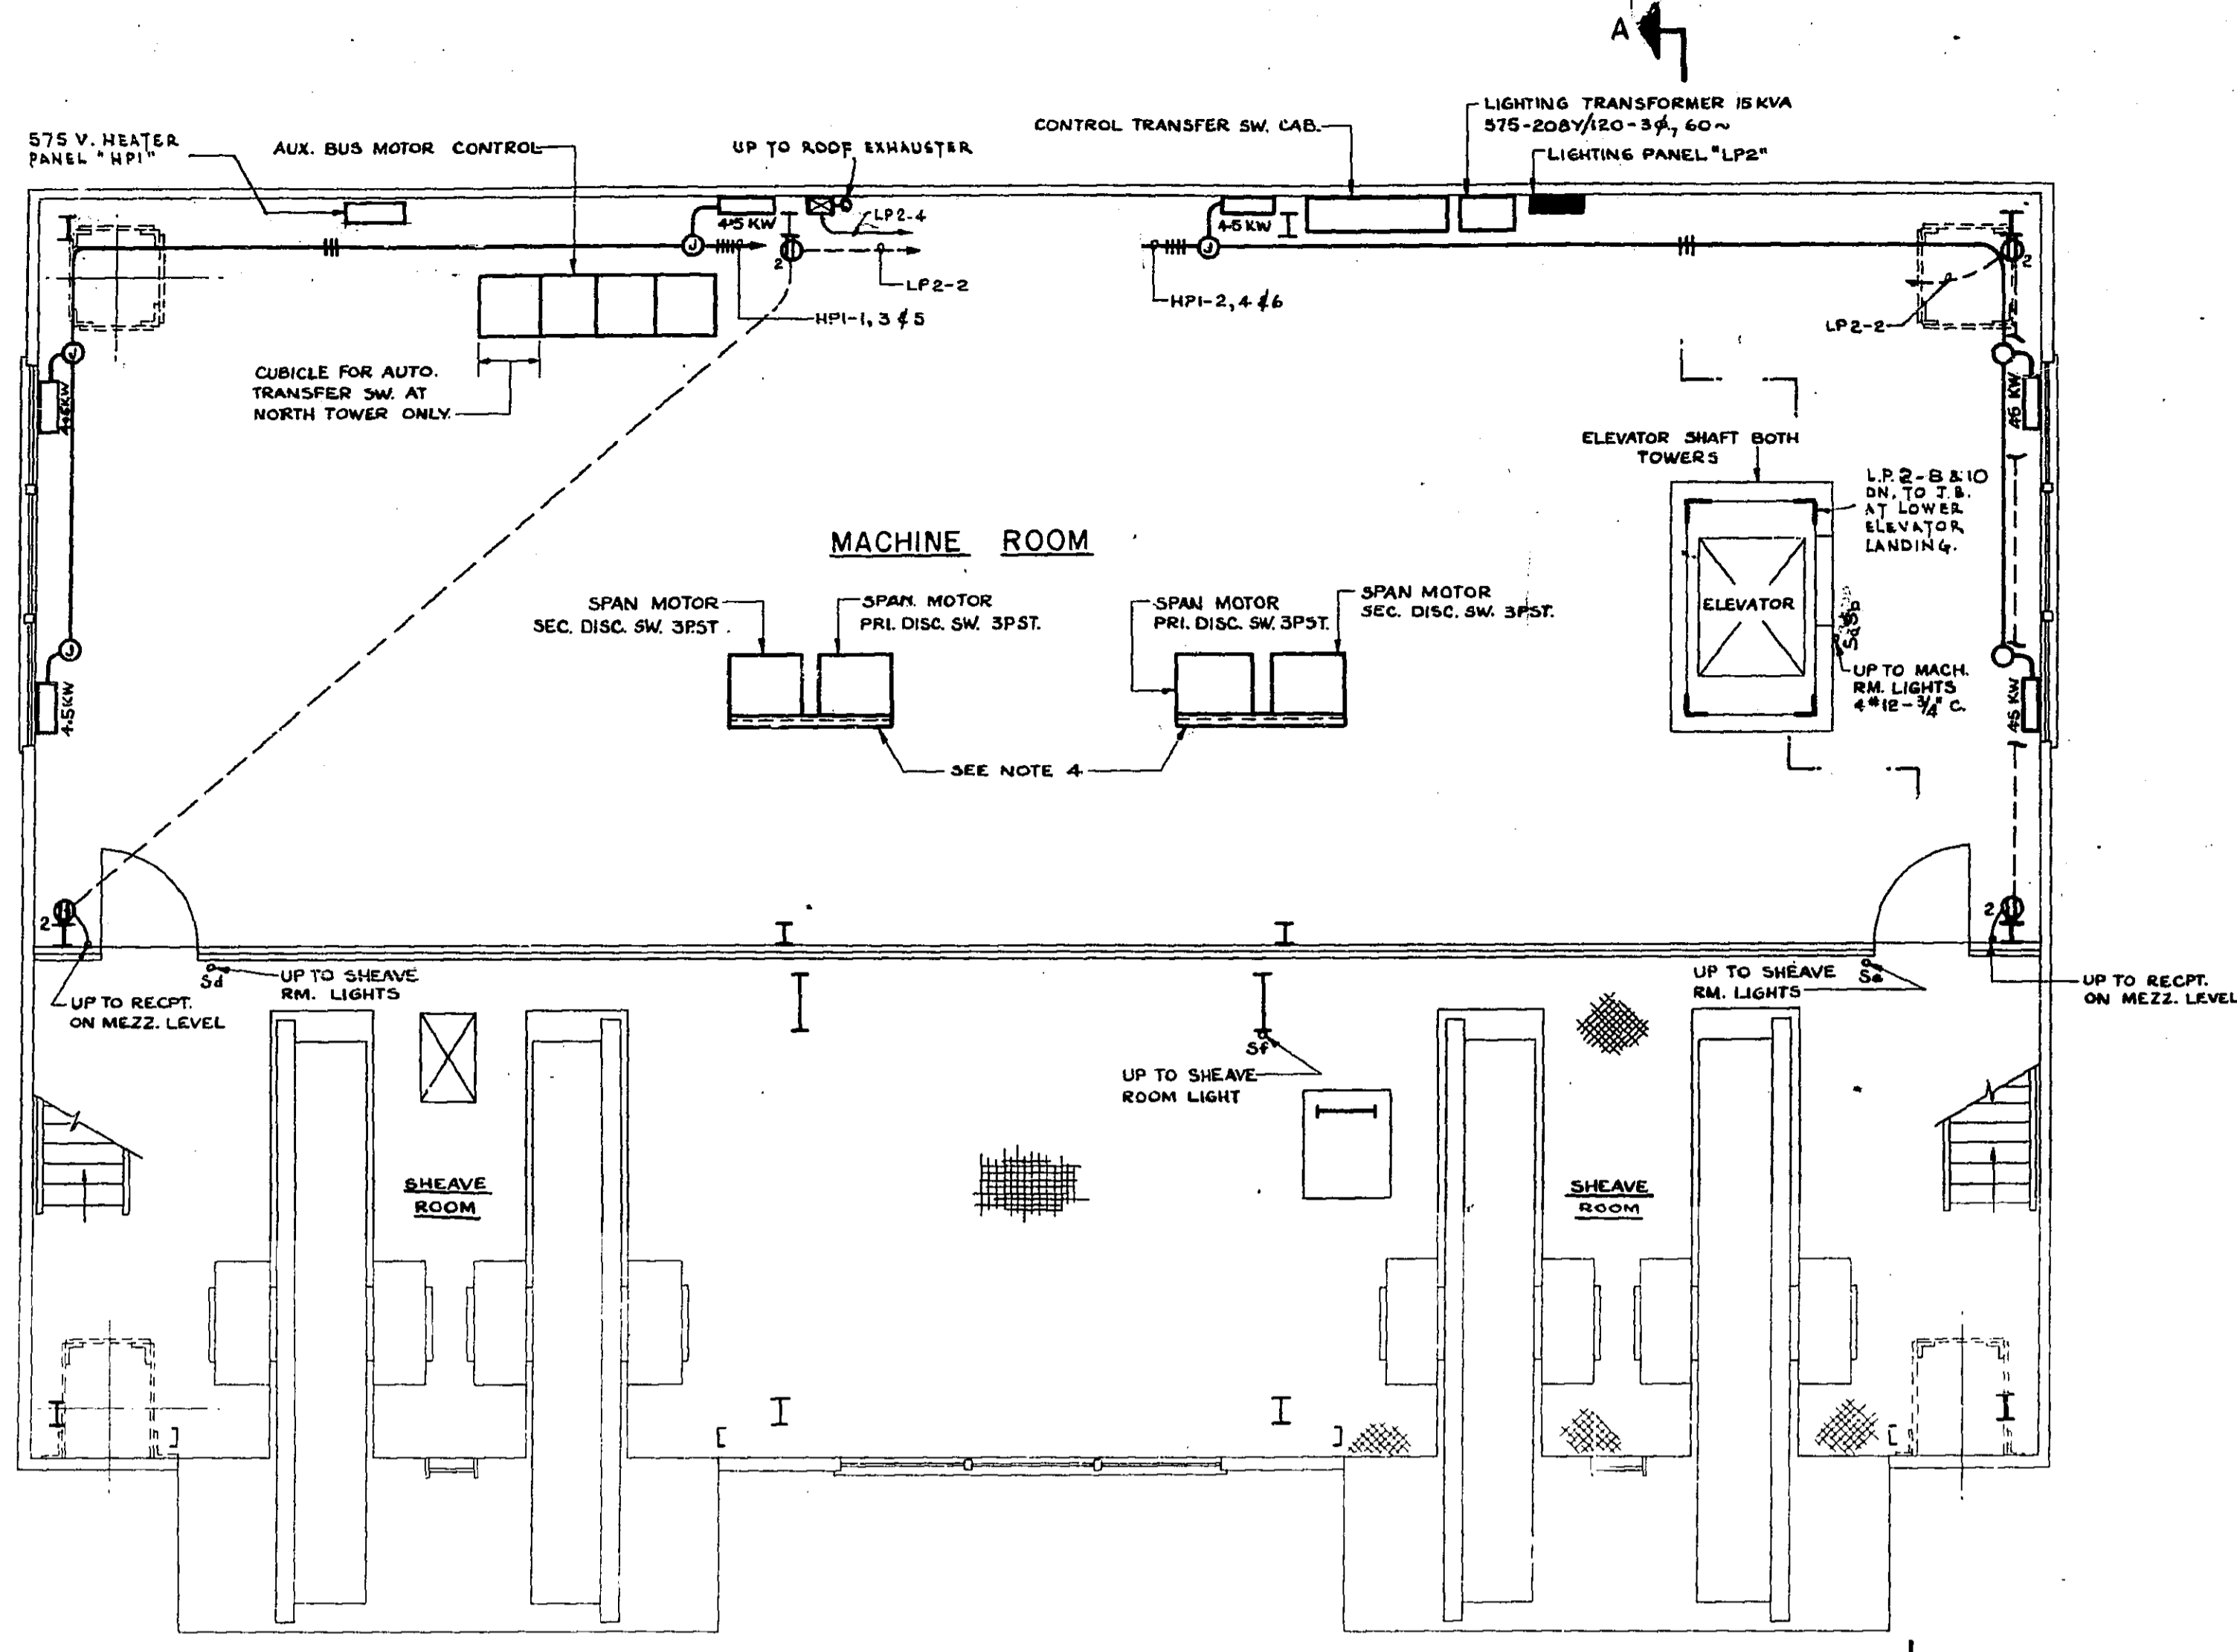 A
LIGHTING TRANSFORMER 15 KVA
575-208Y/120-3φ, 60~
CONTROL TRANSFER SW. CAB.
LIGHTING PANEL "LP2"
575 V. HEATER
PANEL "HP1"
AUX. BUS MOTOR CONTROL
UP TO ROOF EXHAUSTER
4.5 KW
LP2-4
4.5 KW
J
J
2
2
LP2-2
HP1-1, 3 & 5
HP1-2, 4 & 6
LP2-2
J
4.5 KW
4.5 KW
CUBICLE FOR AUTO.
TRANSFER SW. AT
NORTH TOWER ONLY.
ELEVATOR SHAFT BOTH
TOWERS
L.P. 2-8 & 10
DN. TO J.B.
AT LOWER
ELEVATOR
LANDING.
MACHINE ROOM
SPAN MOTOR
SEC. DISC. SW. 3PST.
SPAN. MOTOR
PRI. DISC. SW. 3PST.
SPAN MOTOR
PRI. DISC. SW. 3PST.
SPAN MOTOR
SEC. DISC. SW. 3PST.
ELEVATOR
J
4.5 KW
4.5 KW
UP TO MACH.
RM. LIGHTS
4#12-3/4" C.
SEE NOTE 4
2
2
Sd
UP TO SHEAVE
RM. LIGHTS
UP TO RECPT.
ON MEZZ. LEVEL
UP TO SHEAVE
RM. LIGHTS
Se
UP TO RECPT.
ON MEZZ. LEVEL
Sf
UP TO SHEAVE
ROOM LIGHT
SHEAVE
ROOM
SHEAVE
ROOM